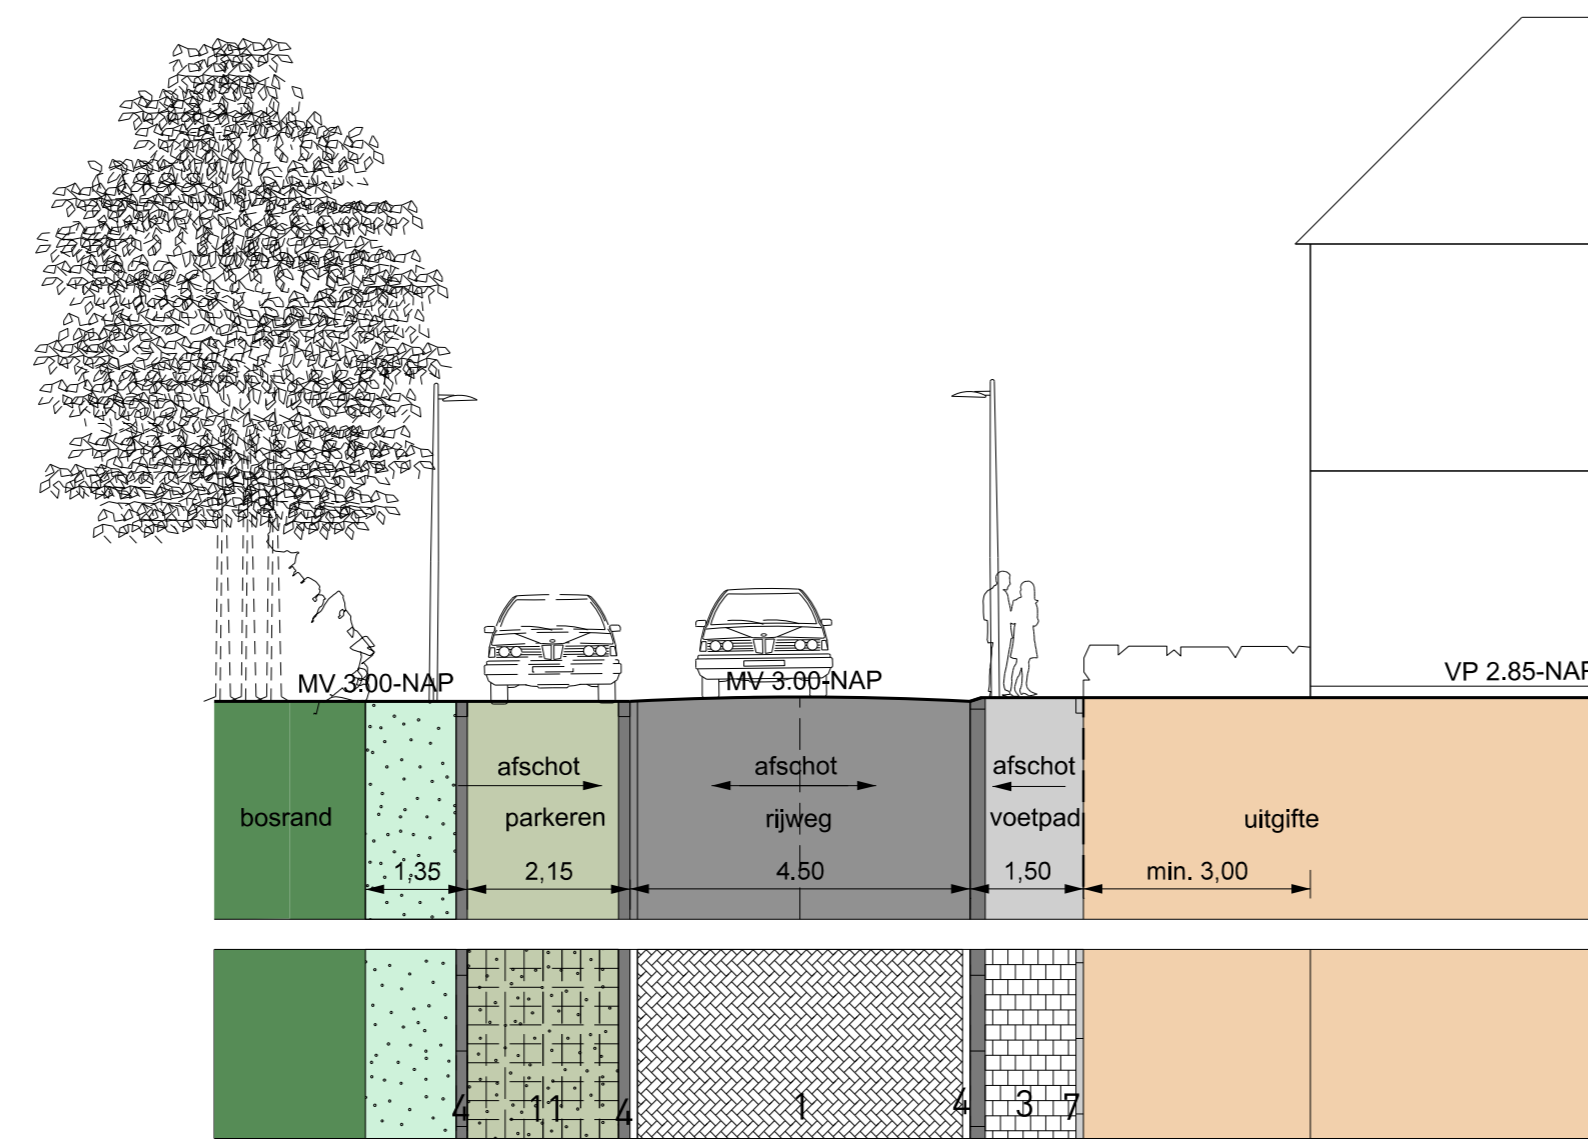 MV 3.00-NAP MV 3.00-NAP VP 2.85-NAP
afschot afschot afschot
bosrand parkeren rijweg voetpad uitgifte
1,35 2,15 4.50 1,50 min. 3,00
4 11 4 1 4 3 7